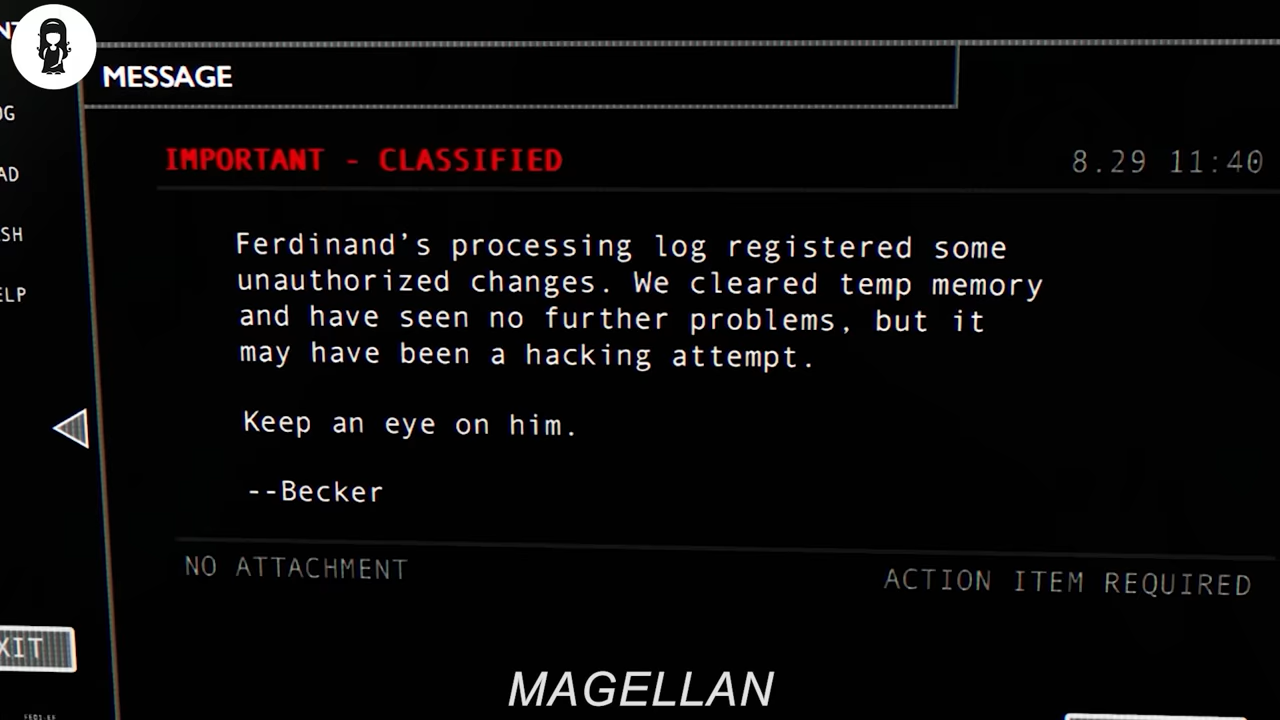 MESSAGE
IMPORTANT - CLASSIFIED
8.29 11:40
Ferdinand’s processing log registered some
unauthorized changes. We cleared temp memory
and have seen no further problems, but it
may have been a hacking attempt.
Keep an eye on him.
--Becker
NO ATTACHMENT
ACTION ITEM REQUIRED
MAGELLAN